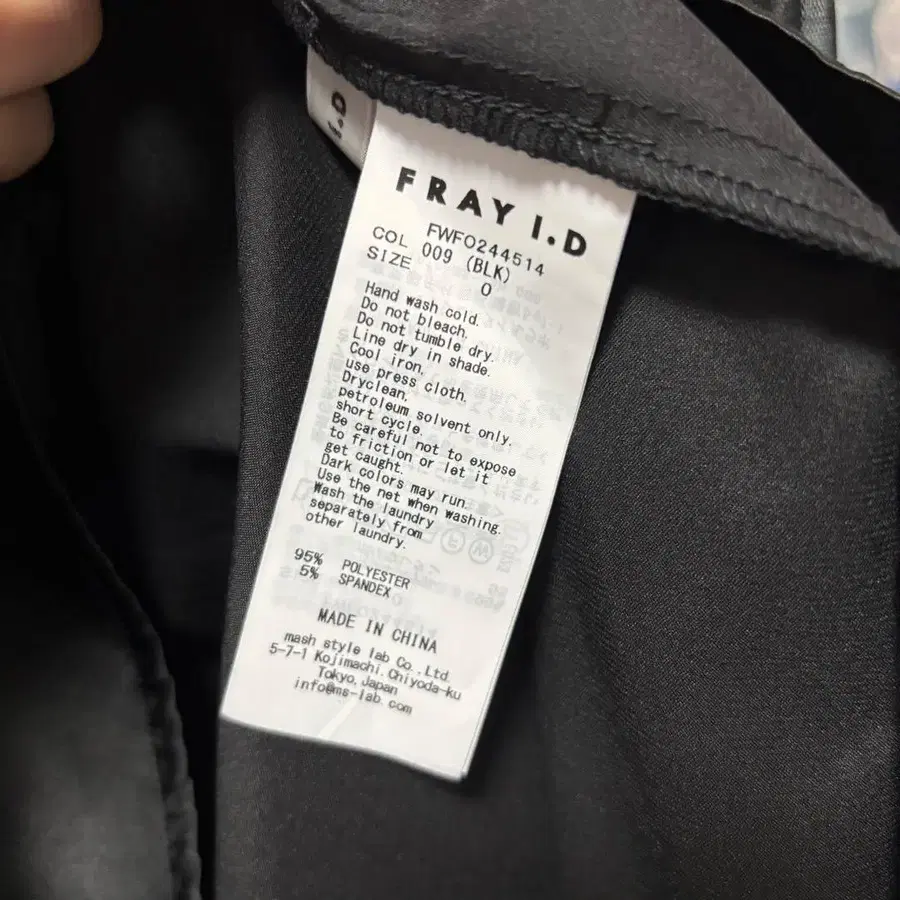 FRAY I.D
FWFO244514
COL 009 (BLK)
SIZE 0
Hand wash cold.
Do not bleach.
Do not tumble dry.
Line dry in shade.
Cool iron,
use press cloth.
Dryclean,
petroleum solvent only,
short cycle.
Be careful not to expose
to friction or let it
get caught.
Dark colors may run.
Use the net when washing.
Wash the laundry
separately from
other laundry.
95% POLYESTER
5% SPANDEX
MADE IN CHINA
mash style lab Co.,Ltd.
5-7-1 Kojimachi.Chiyoda-ku
Tokyo,Japan
info@ms-lab.com